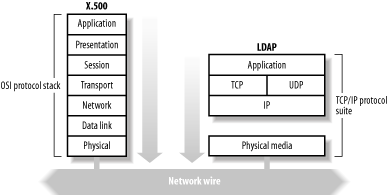 X.500
Application
Presentation
Session
Transport
Network
Data link
Physical
OSI protocol stack
LDAP
Application
TCP
UDP
IP
Physical media
TCP/IP protocol
suite
Network wire